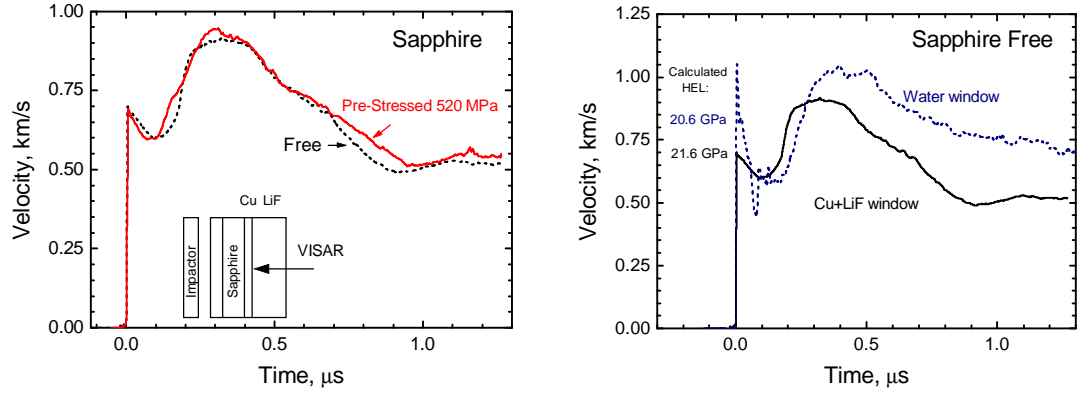 Sapphire
1.00
0.75
0.50
0.25
0.00
Velocity, km/s
Pre-Stressed 520 MPa
Free
Cu LiF
Impactor
Sapphire
VISAR
0.0
0.5
1.0
Time, μs
Sapphire Free
1.25
1.00
0.75
0.50
0.25
0.00
Velocity, km/s
Calculated
HEL:
20.6 GPa
21.6 GPa
Water window
Cu+LiF window
0.0
0.5
1.0
Time, μs